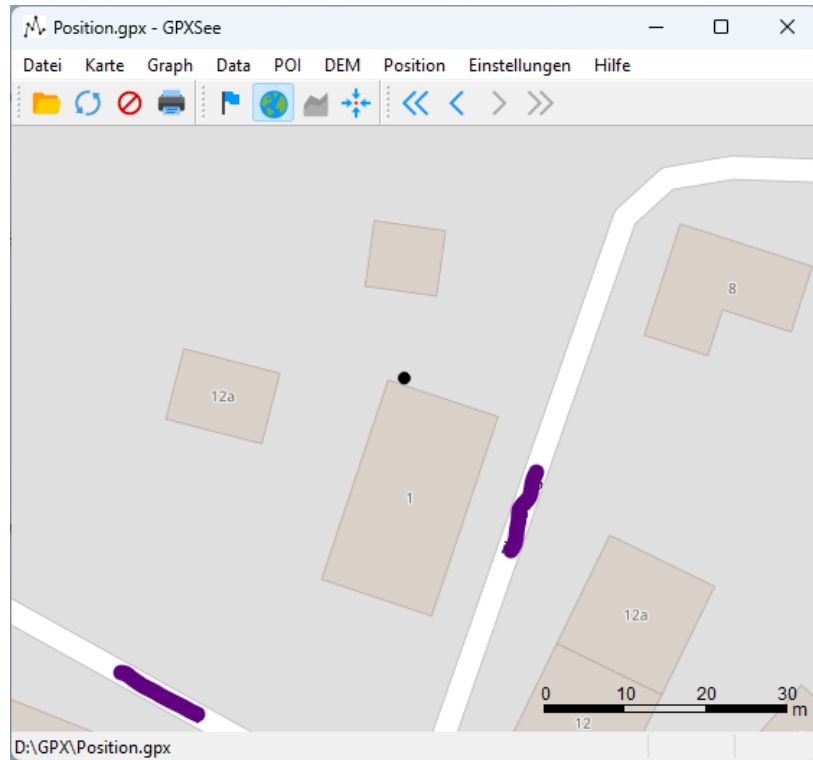 Position.gpx - GPXSee
Datei Karte Graph Data POI DEM Position Einstellungen Hilfe
8
12a
1
12a
0 10 20 30
m
12
D:\GPX\Position.gpx